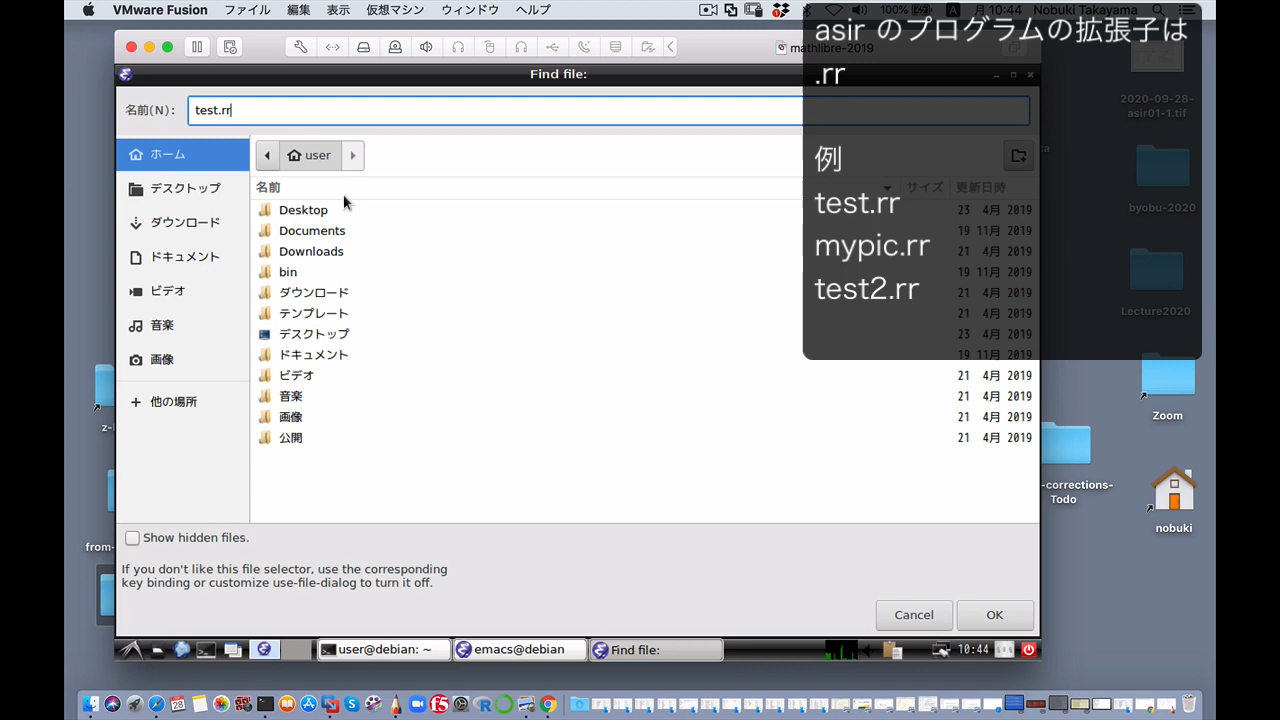 VMware Fusion ファイル 編集 表示 仮想マシン ウィンドウ ヘルプ 100% A 月 10:44 Nobuki Takayama
asir のプログラムの拡張子は
.rr
例
test.rr
mypic.rr
test2.rr
mathlibre-2019
Find file:
名前(N): test.rr
ホーム
デスクトップ
ダウンロード
ドキュメント
ビデオ
音楽
画像
他の場所
user
名前 サイズ 更新日時
Desktop 23 4月 2019
Documents 19 11月 2019
Downloads 21 4月 2019
bin 19 11月 2019
ダウンロード 21 4月 2019
テンプレート 21 4月 2019
デスクトップ 23 4月 2019
ドキュメント 19 11月 2019
ビデオ 21 4月 2019
音楽 21 4月 2019
画像 21 4月 2019
公開 21 4月 2019
Show hidden files.
If you don't like this file selector, use the corresponding
key binding or customize use-file-dialog to turn it off.
Cancel OK
user@debian: ~ emacs@debian Find file: 10:44
2020-09-28-
asir01-1.tif
byobu-2020
Lecture2020
Zoom
-corrections-
Todo
nobuki
from-